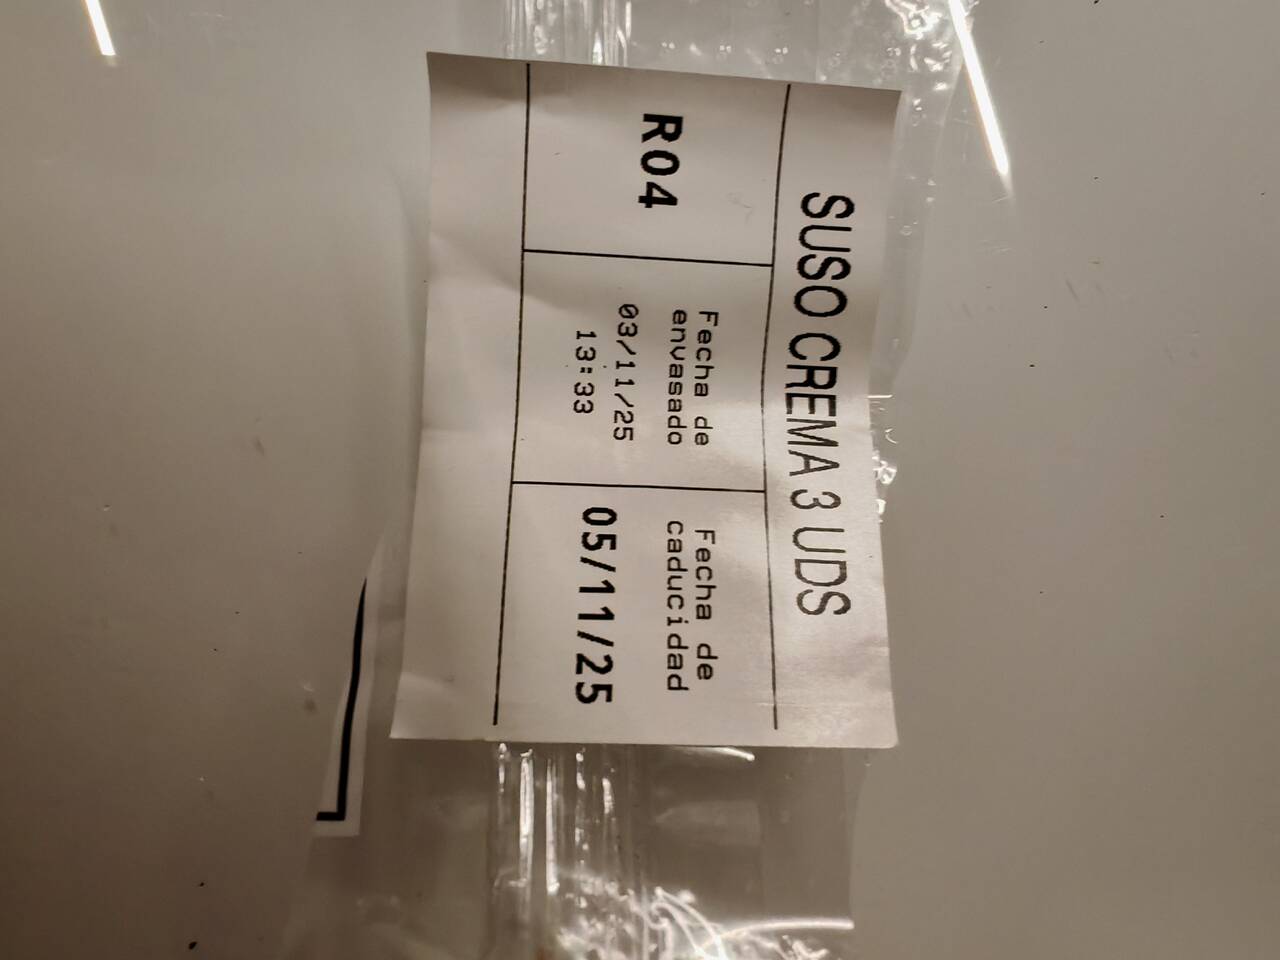 SUSO CREMA 3 UDS
R04
Fecha de
envasado
03/11/25
13:33
Fecha de
caducidad
05/11/25